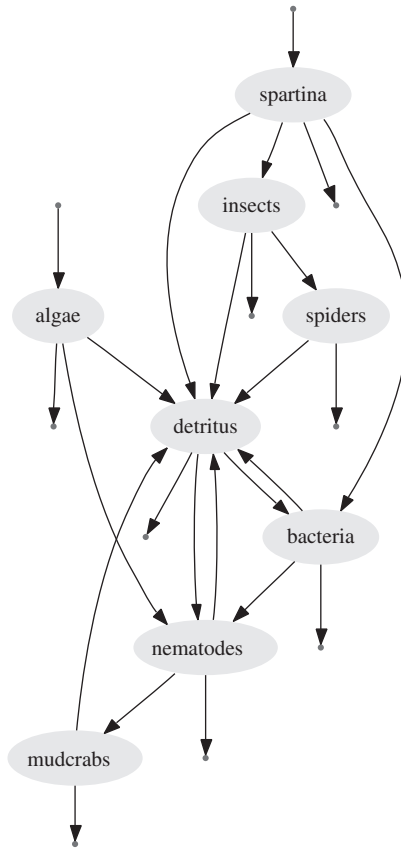 spartina
insects
algae
spiders
detritus
bacteria
nematodes
mudcrabs